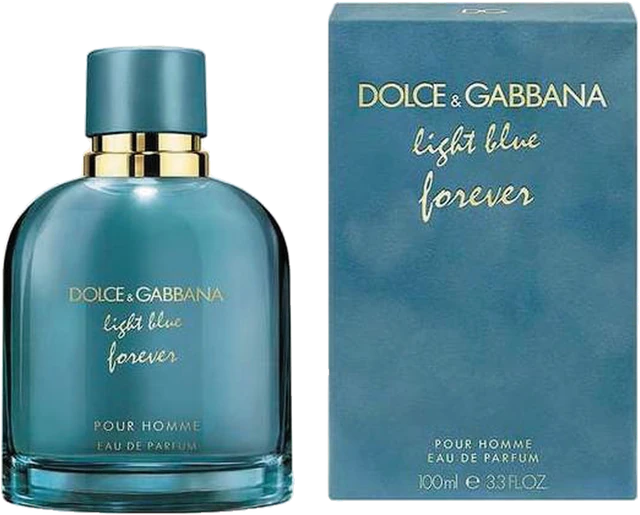 DOLCE & GABBANA
light blue
forever
POUR HOMME
EAU DE PARFUM
DG
DOLCE & GABBANA
light blue
forever
POUR HOMME
EAU DE PARFUM
100ml e 3.3 FL.OZ.